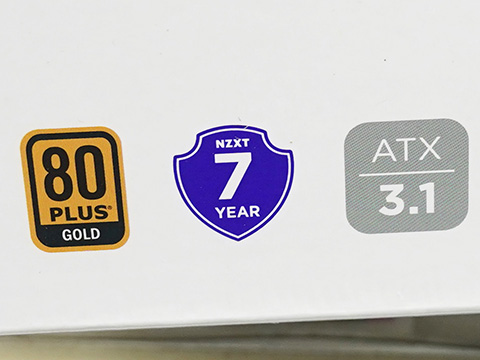 80
PLUS®
GOLD
NZXT
7
YEAR
ATX
3.1